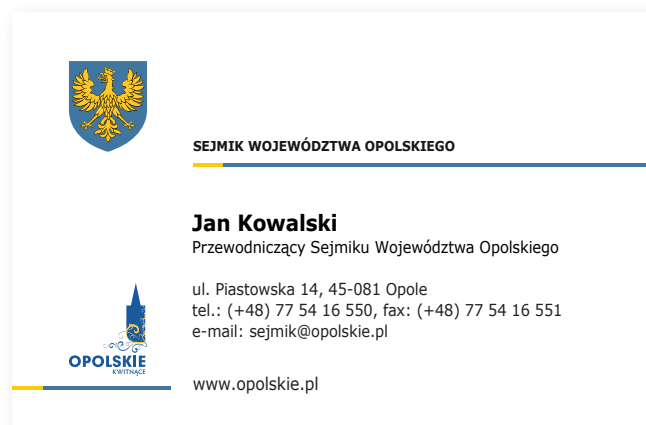 SEJMIK WOJEWÓDZTWA OPOLSKIEGO
Jan Kowalski
Przewodniczący Sejmiku Województwa Opolskiego
ul. Piastowska 14, 45-081 Opole
tel.: (+48) 77 54 16 550, fax: (+48) 77 54 16 551
e-mail: sejmik@opolskie.pl
OPOLSKIE
KWITNĄCE
www.opolskie.pl